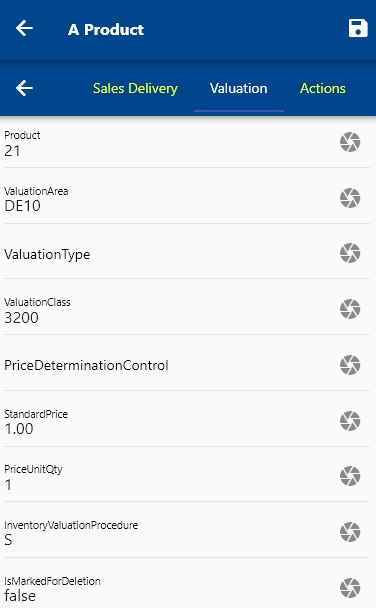 A Product
Sales Delivery Valuation Actions
Product
21
ValuationArea
DE10
ValuationType
ValuationClass
3200
PriceDeterminationControl
StandardPrice
1.00
PriceUnitQty
1
InventoryValuationProcedure
S
IsMarkedForDeletion
false